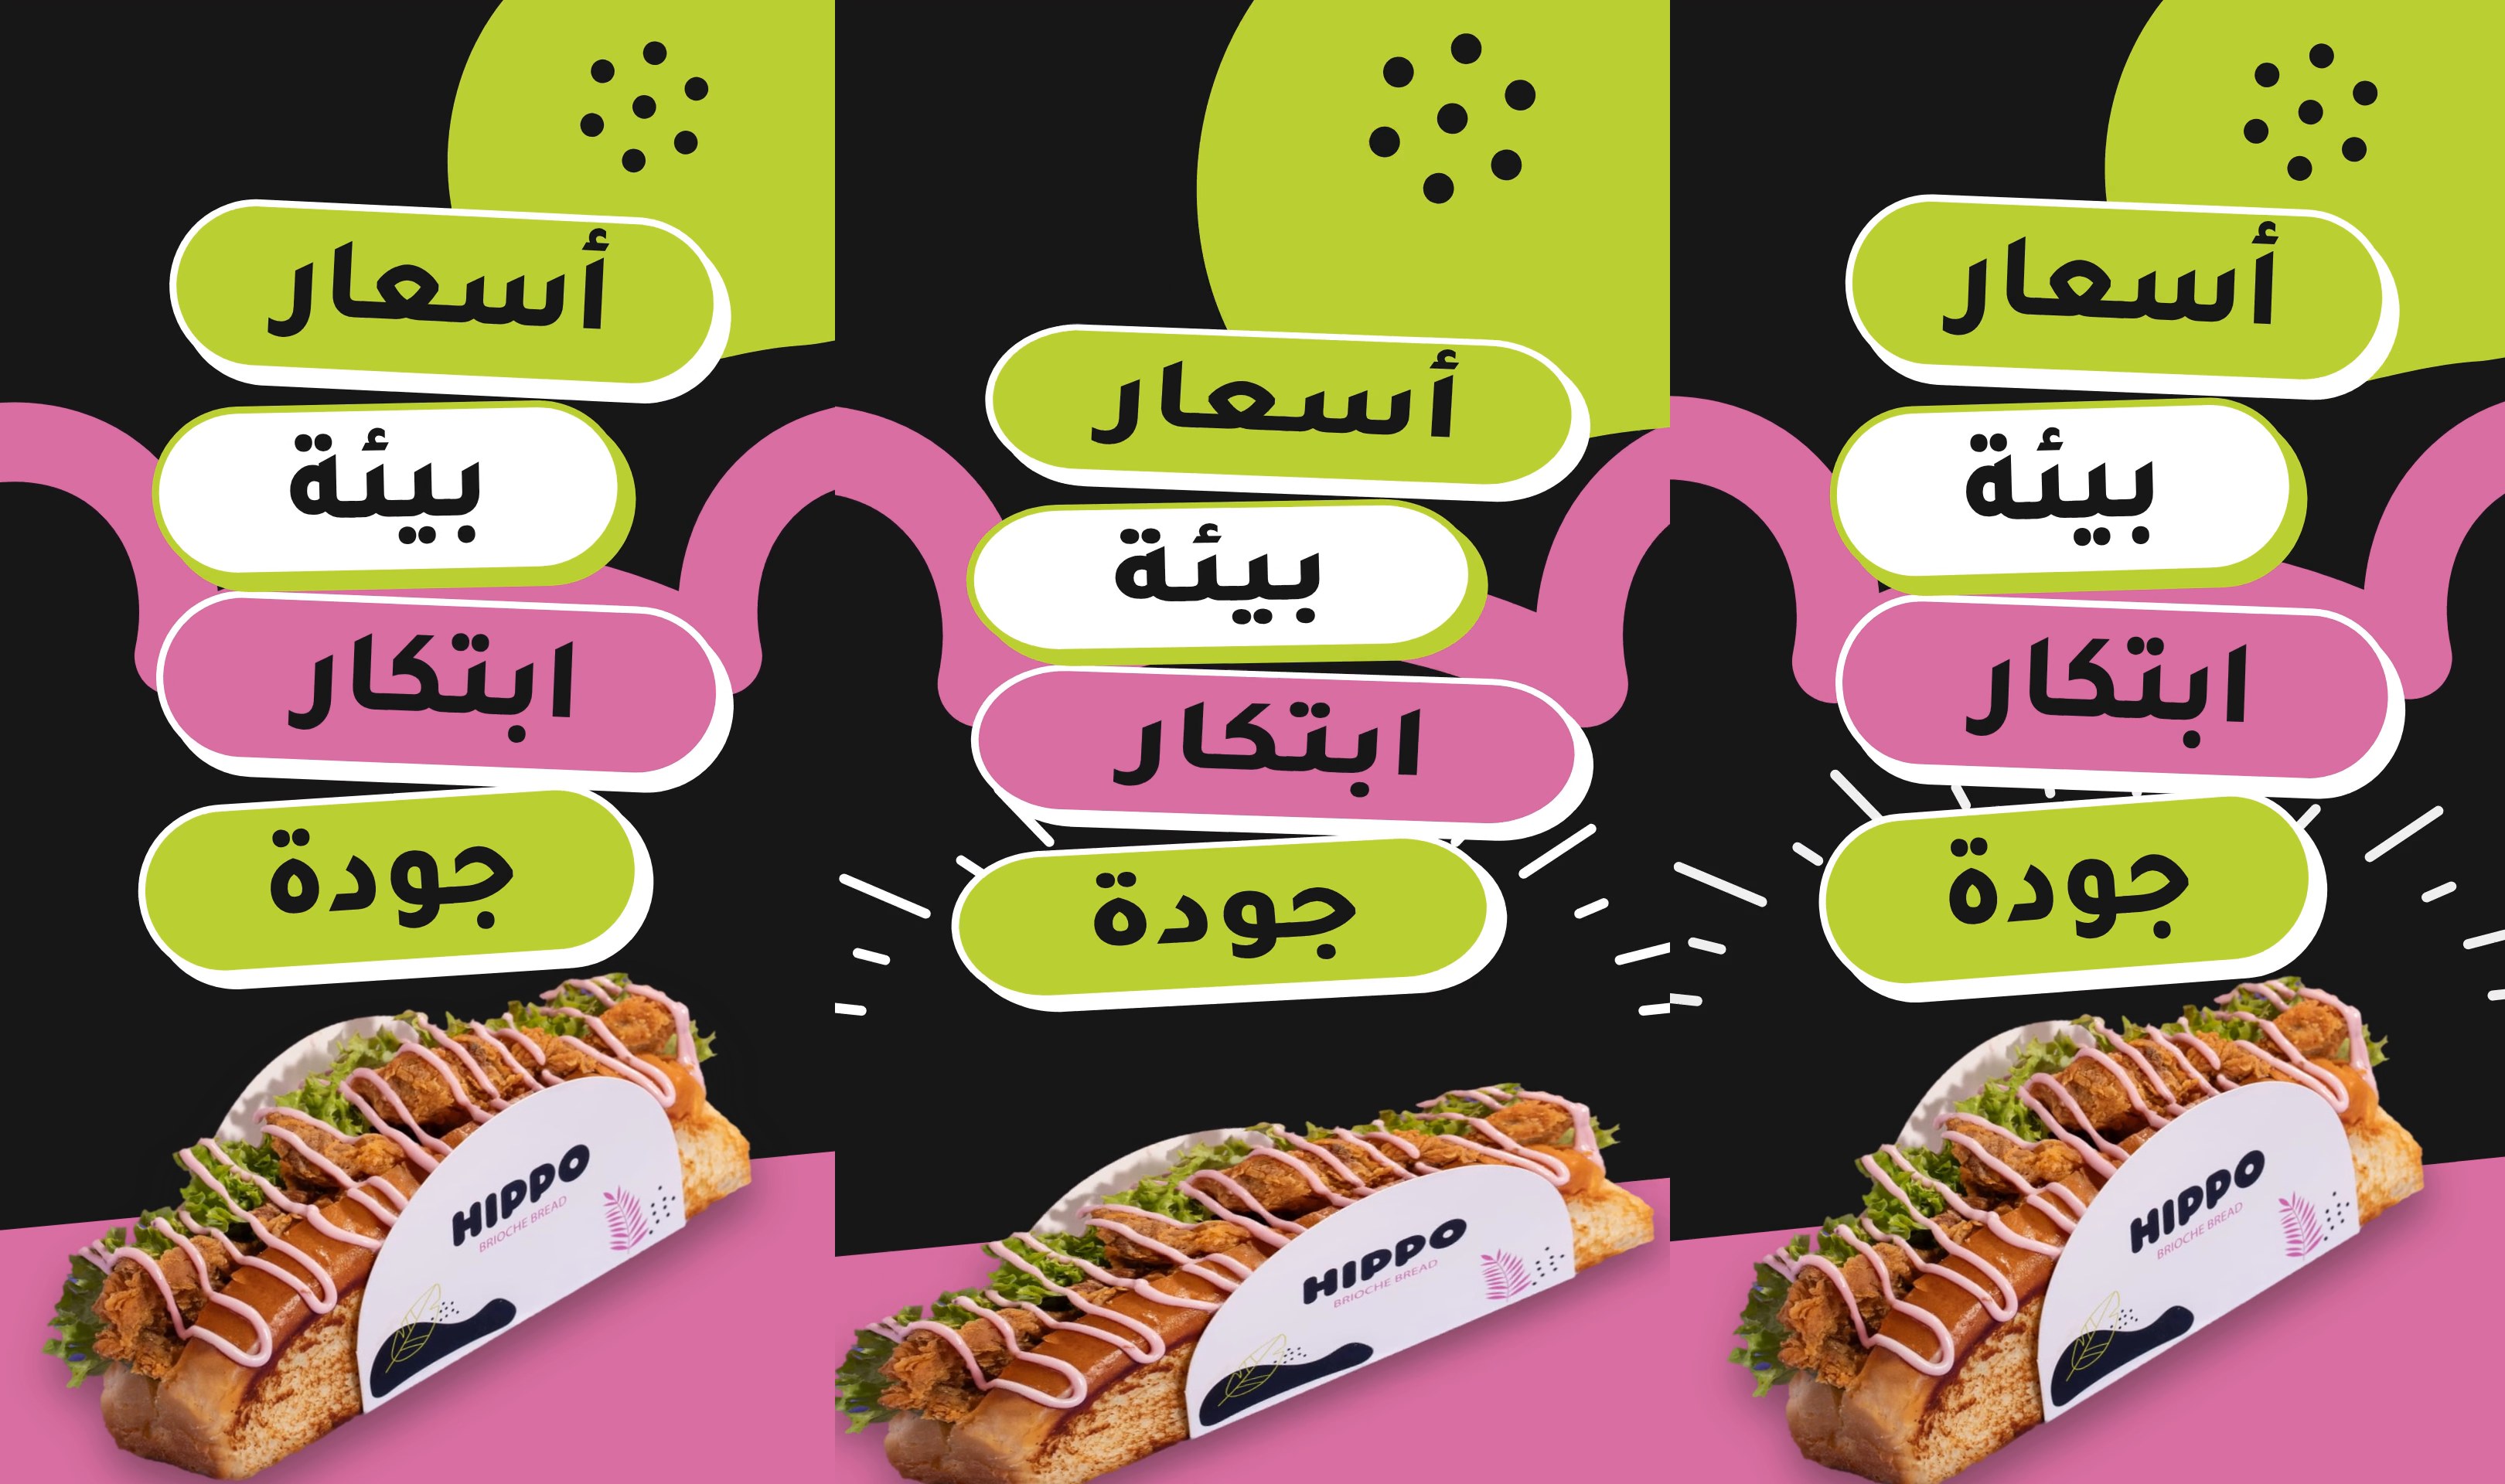 أسعار
بيئة
ابتكار
جودة
HIPPO
BRIOCHE BREAD
أسعار
بيئة
ابتكار
جودة
HIPPO
BRIOCHE BREAD
أسعار
بيئة
ابتكار
جودة
HIPPO
BRIOCHE BREAD